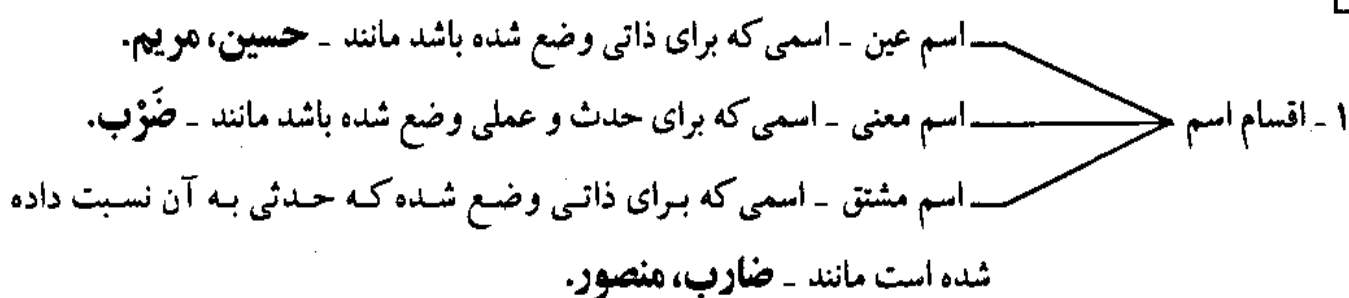 اسم عین ـ اسمی که برای ذاتی وضع شده باشد مانند ـ حسین، مریم.
۱ ـ اقسام اسم
اسم معنی ـ اسمی که برای حدث و عملی وضع شده باشد مانند ـ ضَرْب.
اسم مشتق ـ اسمی که برای ذاتی وضع شده که حدثی به آن نسبت داده
شده است مانند ـ ضارب، منصور.